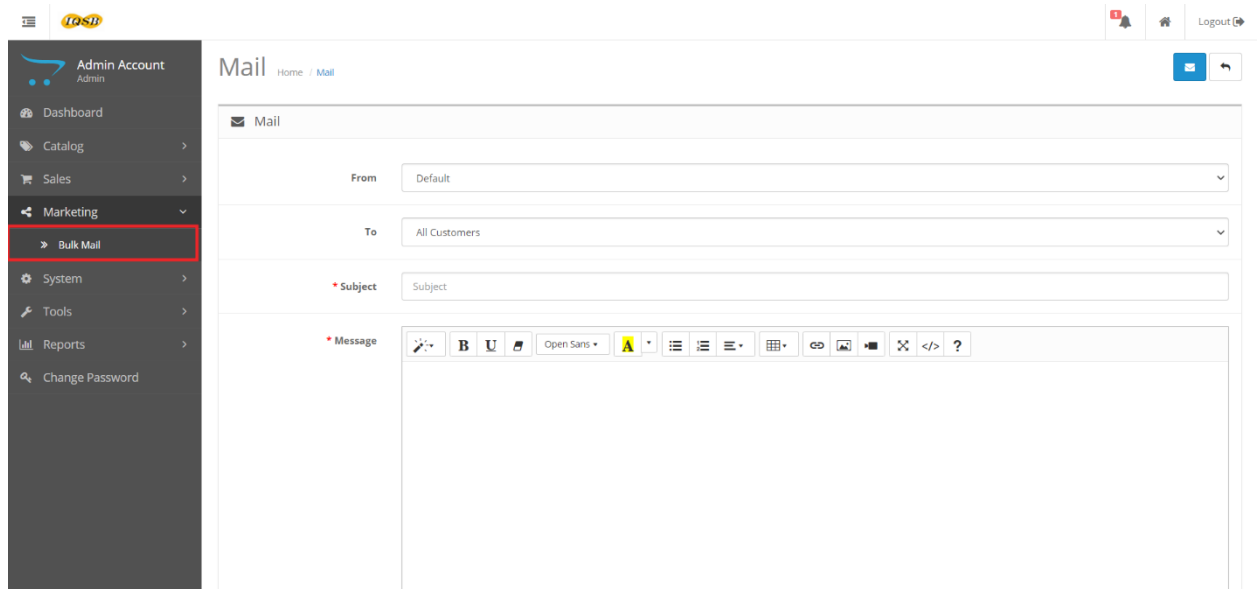 IQSB
1
Logout
Admin Account
Admin
Dashboard
Catalog
Sales
Marketing
Bulk Mail
System
Tools
Reports
Change Password
Mail Home / Mail
Mail
From Default
To All Customers
* Subject Subject
* Message B U Open Sans A </> ?